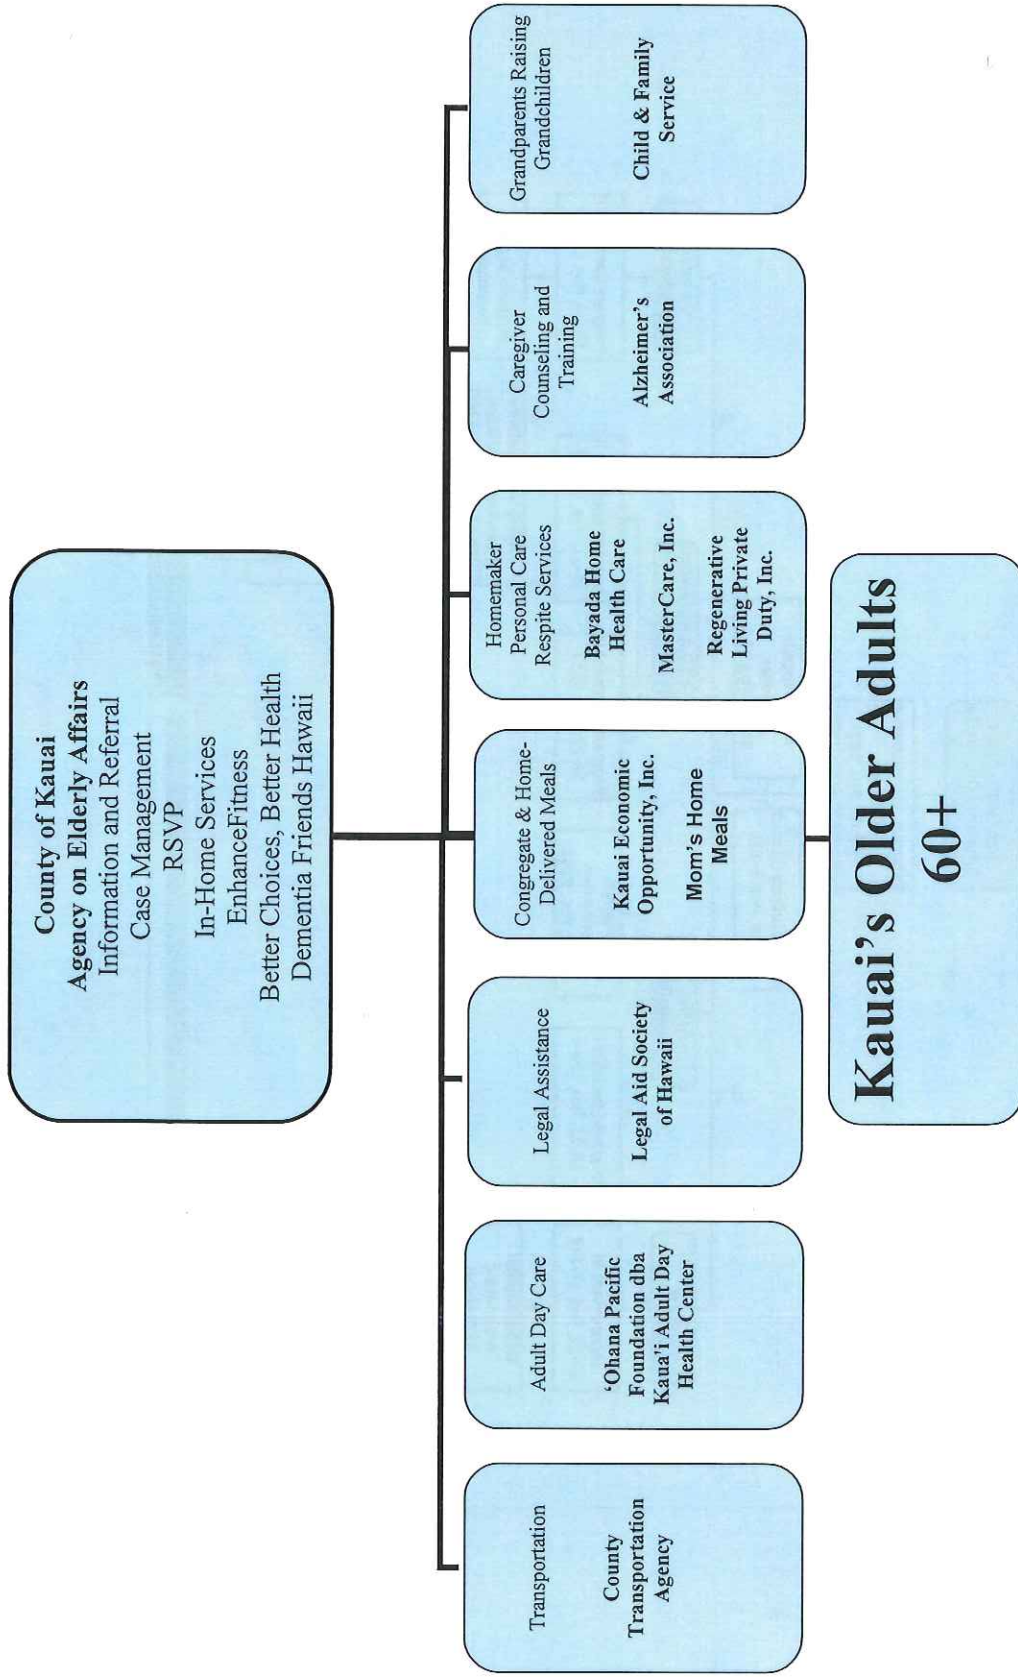 County of Kauai
Agency on Elderly Affairs
Information and Referral
Case Management
RSVP
In-Home Services
EnhanceFitness
Better Choices, Better Health
Dementia Friends Hawaii
Transportation
County
Transportation
Agency
Adult Day Care
‘Ohana Pacific
Foundation dba
Kaua'i Adult Day
Health Center
Legal Assistance
Legal Aid Society
of Hawaii
Congregate & Home-
Delivered Meals
Kauai Economic
Opportunity, Inc.
Mom's Home
Meals
Homemaker
Personal Care
Respite Services
Bayada Home
Health Care
MasterCare, Inc.
Regenerative
Living Private
Duty, Inc.
Caregiver
Counseling and
Training
Alzheimer's
Association
Grandparents Raising
Grandchildren
Child & Family
Service
Kauai's Older Adults
60+